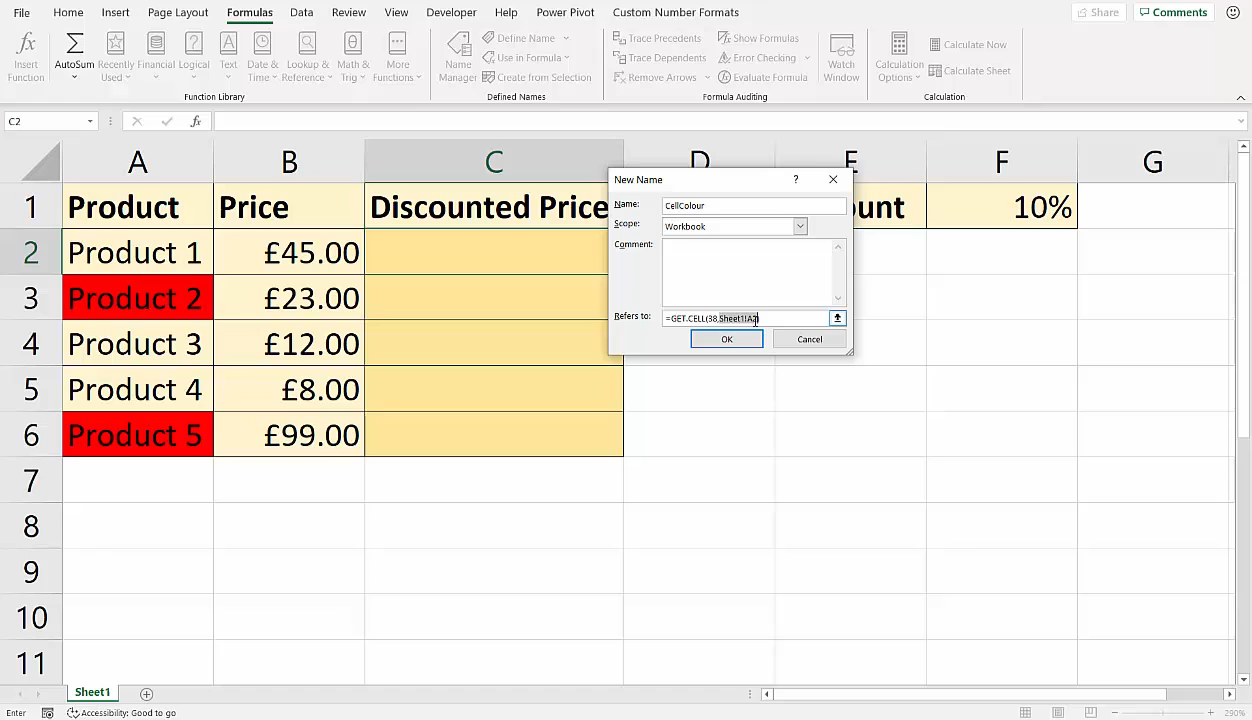 File Home Insert Page Layout Formulas Data Review View Developer Help Power Pivot Custom Number Formats Share Comments
fx
Insert Function
AutoSum
Recently Used
Financial
Logical
Text
Date & Time
Lookup & Reference
Math & Trig
More Functions
Function Library
Name Manager
Define Name
Use in Formula
Create from Selection
Defined Names
Trace Precedents
Trace Dependents
Remove Arrows
Show Formulas
Error Checking
Evaluate Formula
Formula Auditing
Watch Window
Calculation Options
Calculate Now
Calculate Sheet
Calculation
C2 fx
A B C D E F G
1 Product Price Discounted Price ount 10%
2 Product 1 £45.00
3 Product 2 £23.00
4 Product 3 £12.00
5 Product 4 £8.00
6 Product 5 £99.00
7
8
9
10
11
New Name ?
Name: CellColour
Scope: Workbook
Comment:
Refers to: =GET.CELL(38,Sheet1!A2)
OK Cancel
Sheet1
Enter Accessibility: Good to go 290%